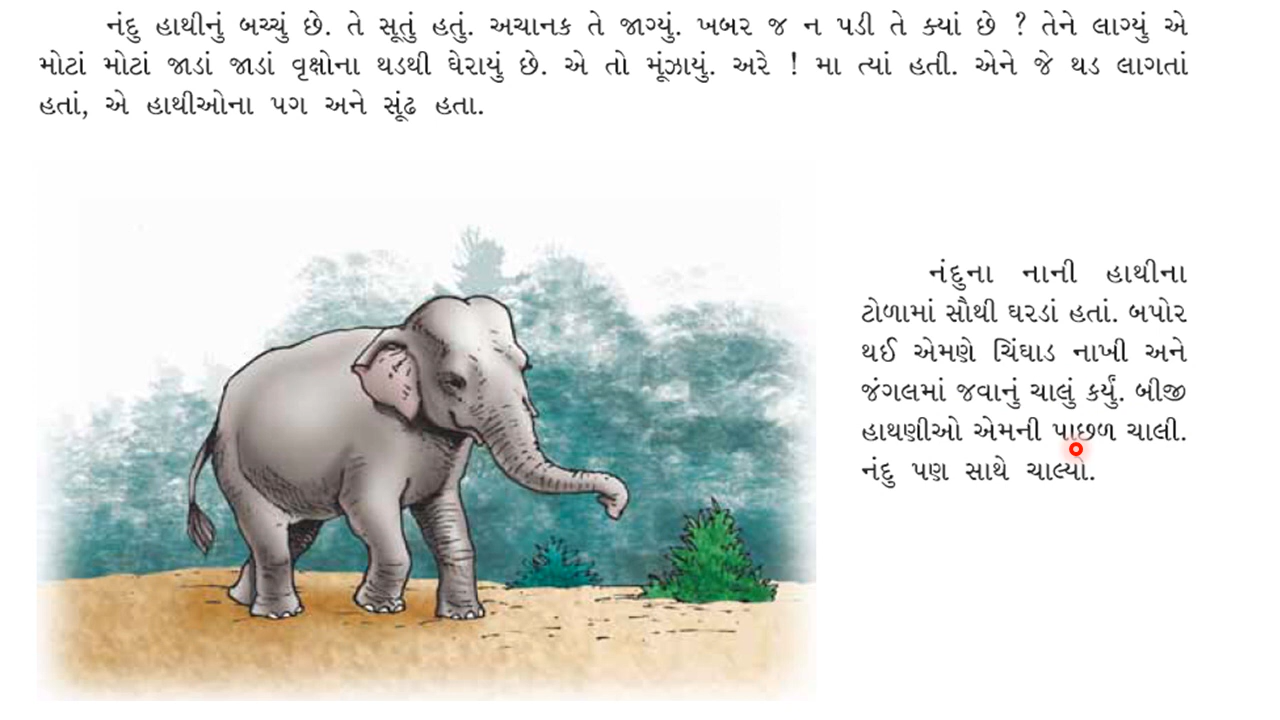 નંદુ હાથીનું બચ્ચું છે. તે સૂતું હતું. અચાનક તે જાગ્યું. ખબર જ ન પડી તે ક્યાં છે ? તેને લાગ્યું એ
મોટાં મોટાં જાડાં જાડાં વૃક્ષોના થડથી ઘેરાયું છે. એ તો મૂંઝાયું. અરે ! મા ત્યાં હતી. એને જે થડ લાગતાં
હતાં, એ હાથીઓના પગ અને સૂંઢ હતા.
નંદુના નાની હાથીના
ટોળામાં સૌથી ઘરડાં હતાં. બપોર
થઈ એમણે ચિંઘાડ નાખી અને
જંગલમાં જવાનું ચાલું કર્યું. બીજી
હાથણીઓ એમની પાછળ ચાલી.
નંદુ પણ સાથે ચાલ્યો.